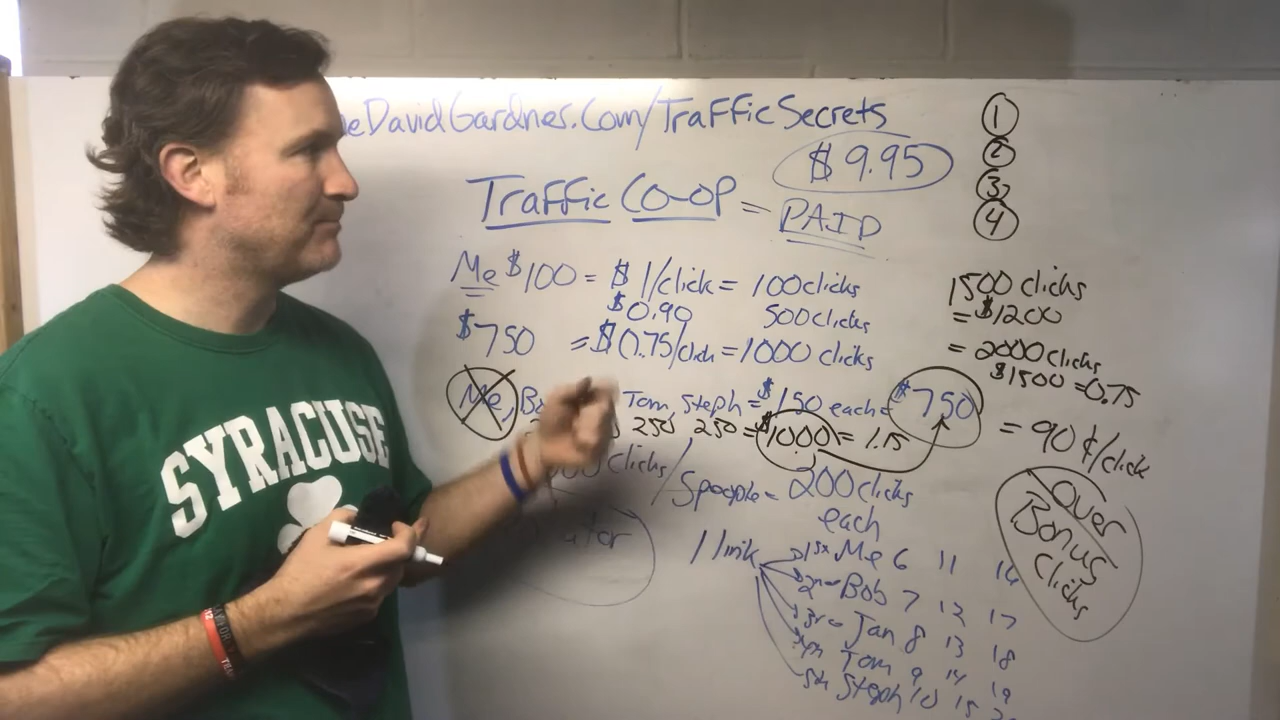 eDavidGardner.Com/TrafficSecrets
$9.95
Traffic Co-op = PAID
1
2
3
4
Me $100 = $1/click = 100 clicks
$0.90 500 clicks
$750 = $0.75/click = 1000 clicks
1500 clicks
= $1200
= 2000 clicks
$1500 = 0.75
Me, Tom, Steph = $150 each = $750
250 250 = $1000 = 1.15
= 90¢/click
clicks/5 people = 200 clicks
each
Over
Bonus
Clicks
1 link
1st Me 6 11 16
2nd Bob 7 12 17
3rd Jan 8 13 18
4th Tom 9 14 19
5th Steph 10 15
SYRACUSE